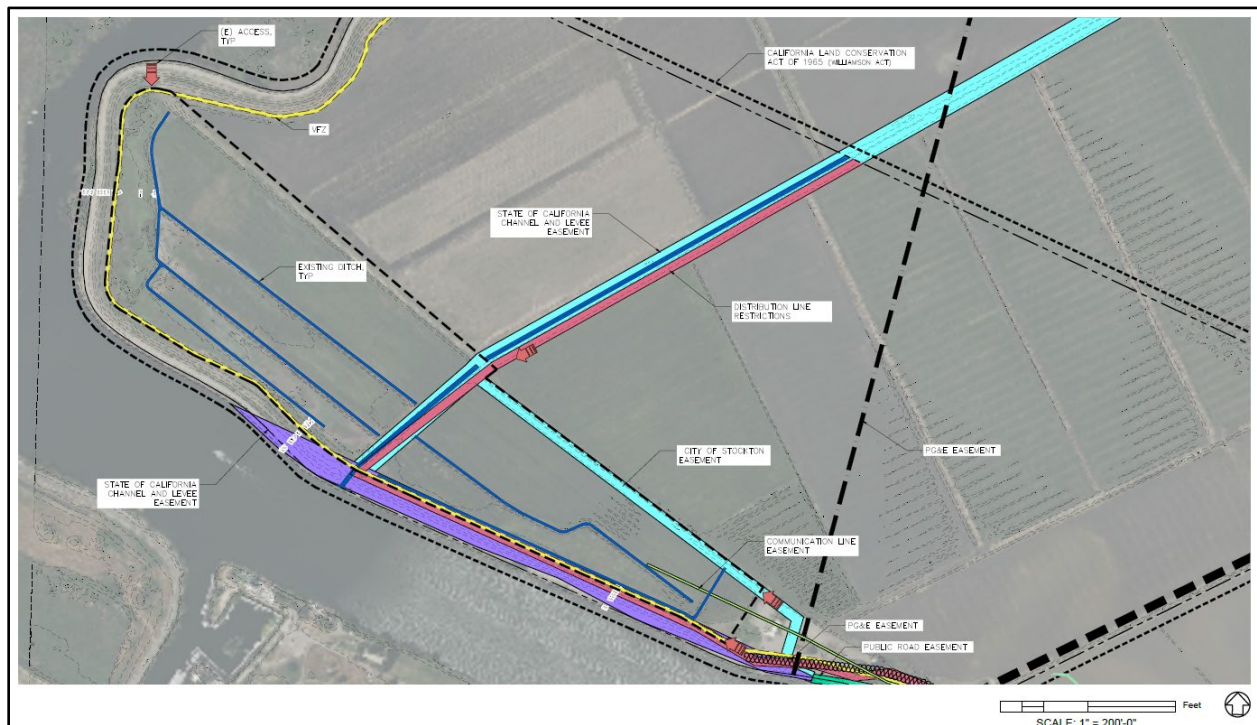 (E) ACCESS,
TYP
CALIFORNIA LAND CONSERVATION
ACT OF 1965 (WILLIAMSON ACT)
VFZ
STATE OF CALIFORNIA
CHANNEL AND LEVEE
EASEMENT
EXISTING DITCH,
TYP
DISTRIBUTION LINE
RESTRICTIONS
CITY OF STOCKTON
EASEMENT
PG&E EASEMENT
STATE OF CALIFORNIA
CHANNEL AND LEVEE
EASEMENT
COMMUNICATION LINE
EASEMENT
PG&E EASEMENT
PUBLIC ROAD EASEMENT
Feet
SCALE: 1" = 200'-0"